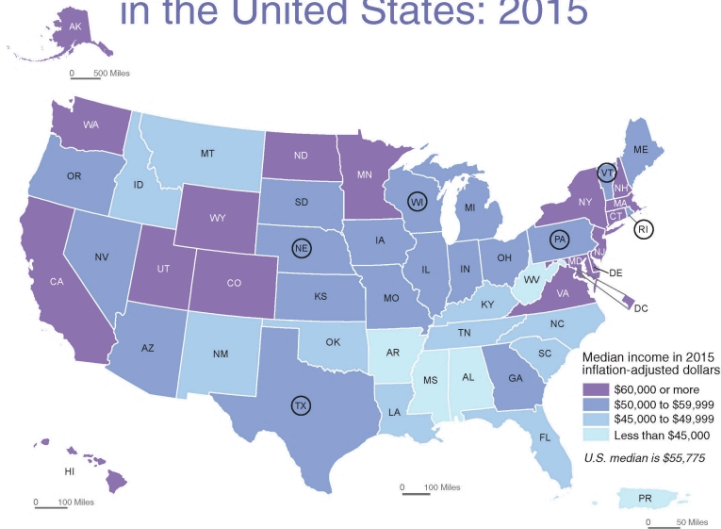 in the United States: 2015
AK
0 500 Miles
WA
MT
ND
ME
OR
ID
MN
VT
NH
WY
SD
WI
MI
NY
MA
CT
RI
NE
IA
PA
NV
UT
CO
IL
IN
OH
NJ
MD
DE
CA
KS
MO
WV
VA
DC
KY
AZ
NM
OK
AR
TN
NC
SC
MS
AL
GA
TX
LA
FL
Median income in 2015
inflation-adjusted dollars
$60,000 or more
$50,000 to $59,999
$45,000 to $49,999
Less than $45,000
U.S. median is $55,775
HI
0 100 Miles
0 100 Miles
PR
0 50 Miles